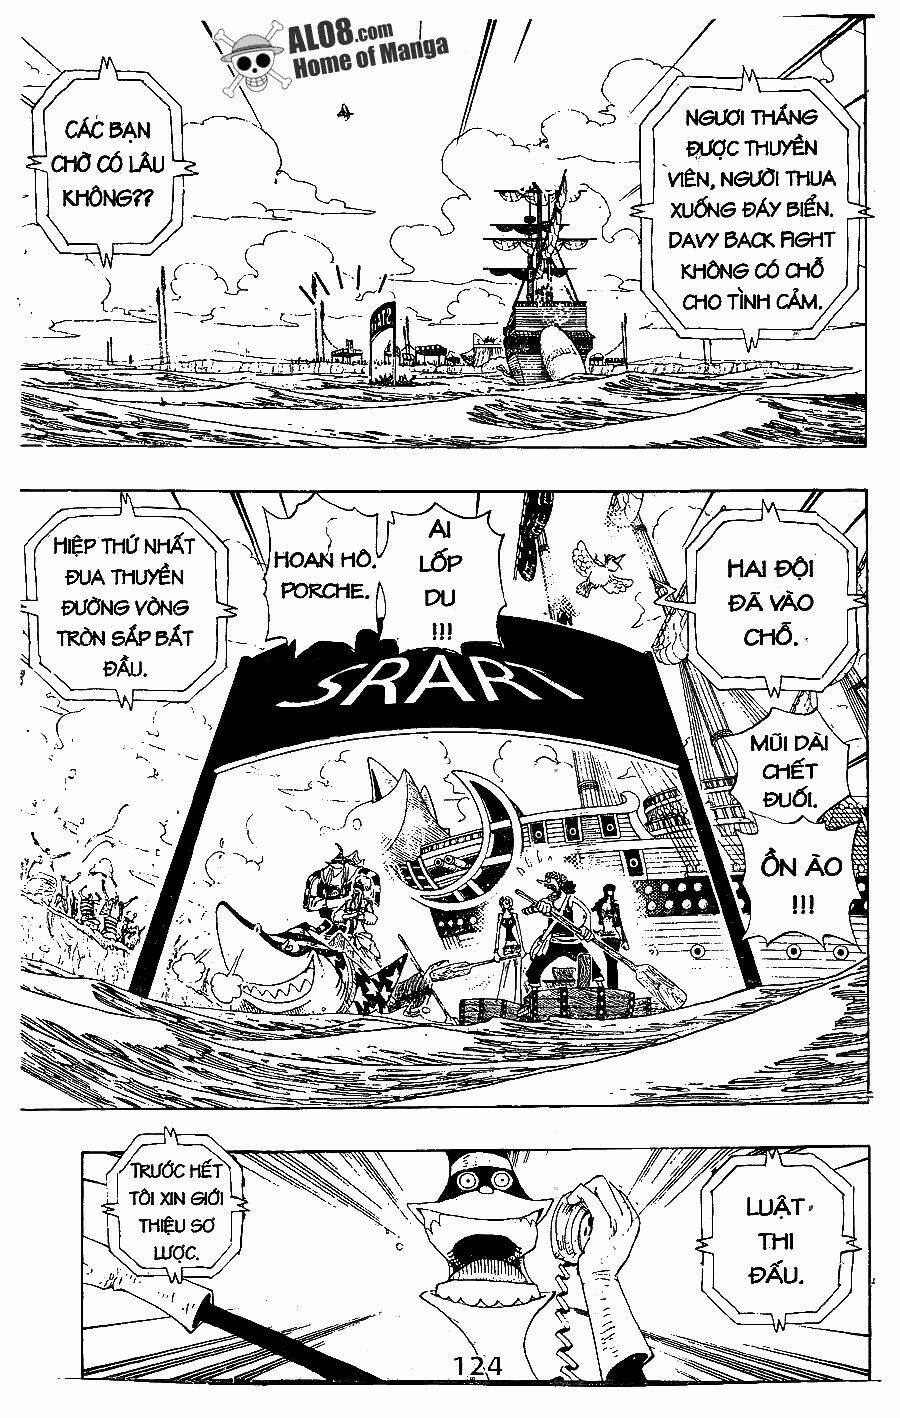 AL08.com
Home of Manga
NGƯƠI THẮNG
ĐƯỢC THUYỀN
VIÊN, NGƯỜI THUA
XUỐNG ĐÁY BIỂN.
DAVY BACK FIGHT
KHÔNG CÓ CHỖ
CHO TÌNH CẢM.
CÁC BẠN
CHỜ CÓ LÂU
KHÔNG??
HAI ĐỘI
ĐÃ VÀO
CHỖ.
AI
LỐP
DU
!!!
HOAN HÔ.
PORCHE.
HIỆP THỨ NHẤT
ĐUA THUYỀN
ĐƯỜNG VÒNG
TRÒN SẮP BẮT
ĐẦU.
SRART
MŨI DÀI
CHẾT
ĐUỐI.
ỒN ÀO
!!!
LUẬT
THI
ĐẤU.
TRƯỚC HẾT
TÔI XIN GIỚI
THIỆU SƠ
LƯỢC.
124